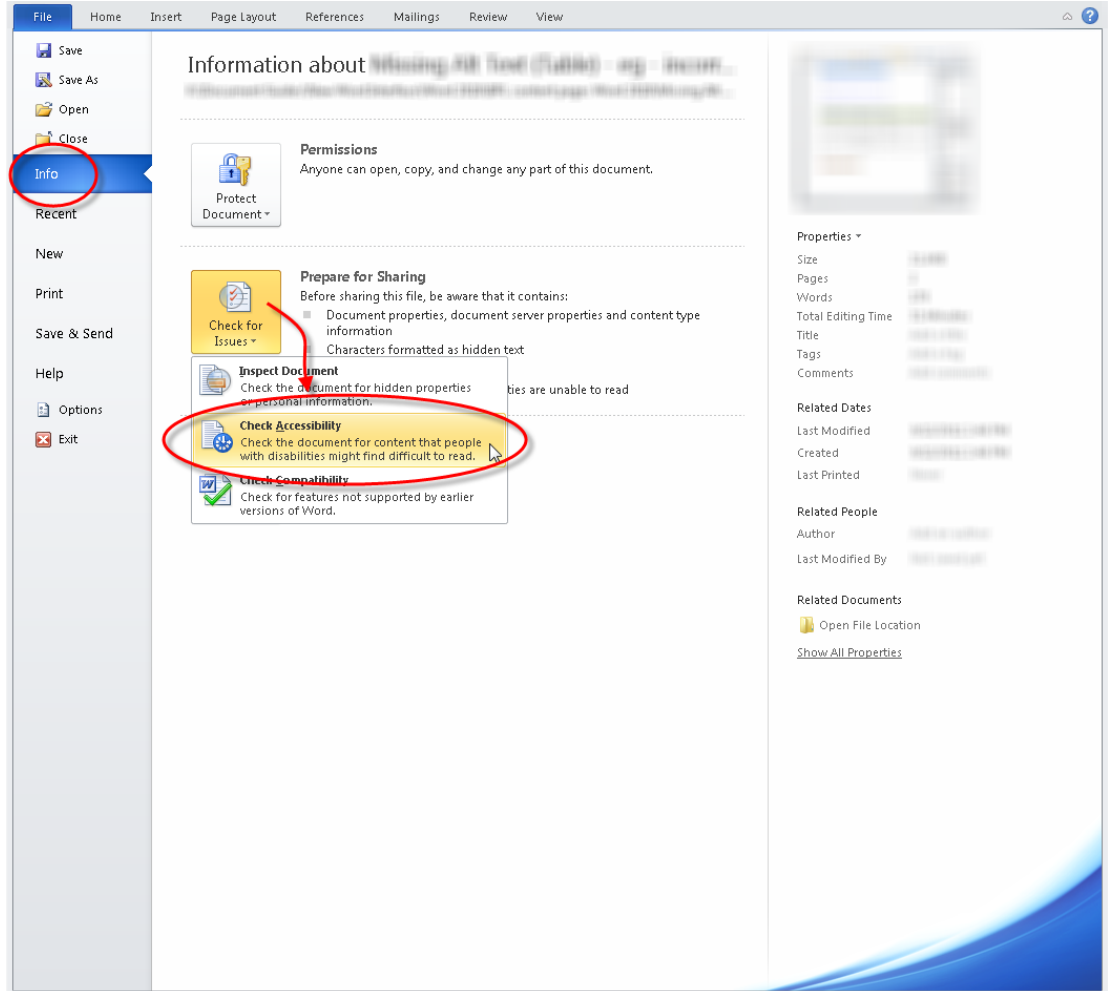 File Home Insert Page Layout References Mailings Review View
Save
Save As
Open
Close
Info
Recent
New
Print
Save & Send
Help
Options
Exit
Information about
Protect
Document
Permissions
Anyone can open, copy, and change any part of this document.
Check for
Issues
Prepare for Sharing
Before sharing this file, be aware that it contains:
Document properties, document server properties and content type
information
Characters formatted as hidden text
ties are unable to read
Inspect Document
Check the document for hidden properties
or personal information.
Check Accessibility
Check the document for content that people
with disabilities might find difficult to read.
Check Compatibility
Check for features not supported by earlier
versions of Word.
Properties
Size
Pages
Words
Total Editing Time
Title
Tags
Comments
Related Dates
Last Modified
Created
Last Printed
Related People
Author
Last Modified By
Related Documents
Open File Location
Show All Properties